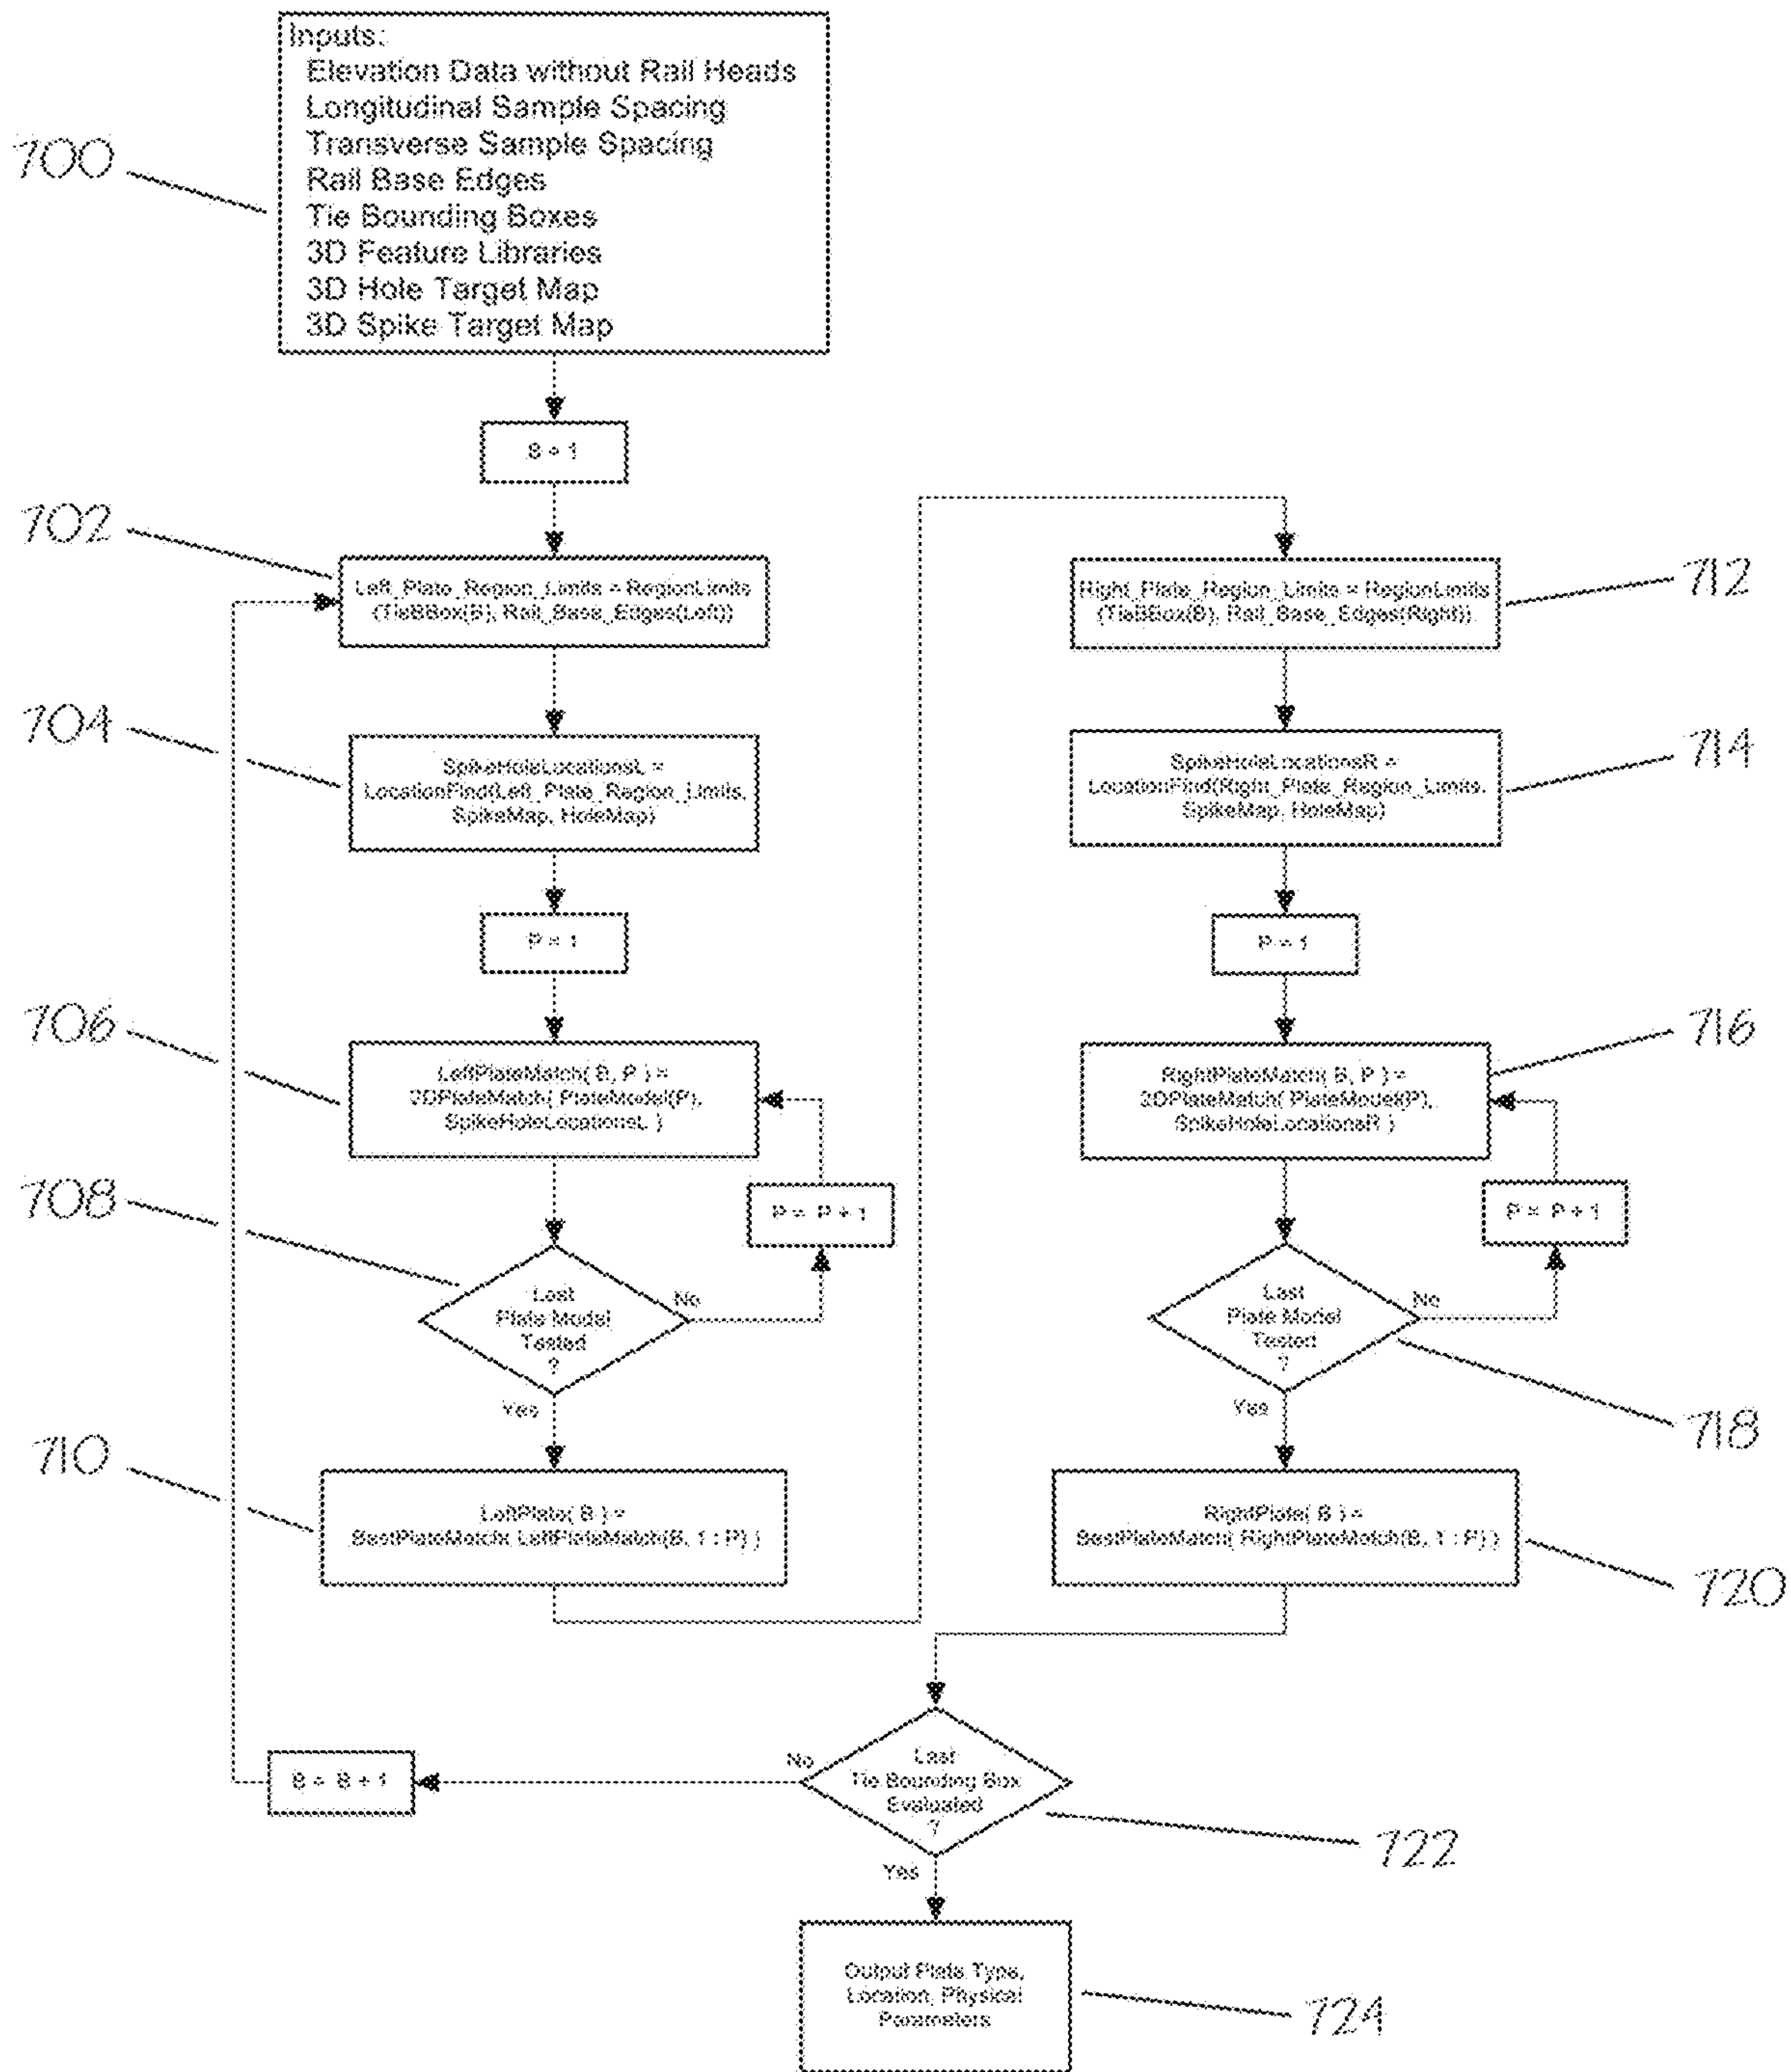 Inputs:
Elevation Data without Rail Heads
Longitudinal Sample Spacing
Transverse Sample Spacing
Rail Base Edges
Tie Bounding Boxes
3D Feature Libraries
3D Hole Target Map
3D Spike Target Map
700
B = 1
702
Left_Plate_Region_Limits = RegionLimits
(TieBBox(B), Rail_Base_Edges(Left))
704
SpikeHoleLocationsL =
LocationFind(Left_Plate_Region_Limits,
SpikeMap, HoleMap)
P = 1
706
LeftPlateMatch( B, P ) =
2DPlateMatch( PlateModel(P),
SpikeHoleLocationsL )
P = P + 1
708
Last
Plate Model
Tested
?
No
Yes
710
LeftPlate( B ) =
BestPlateMatch( LeftPlateMatch(B, 1 : P) )
Right_Plate_Region_Limits = RegionLimits
(TieBBox(B), Rail_Base_Edges(Right))
712
SpikeHoleLocationsR =
LocationFind(Right_Plate_Region_Limits,
SpikeMap, HoleMap)
714
P = 1
RightPlateMatch( B, P ) =
2DPlateMatch( PlateModel(P),
SpikeHoleLocationsR )
716
P = P + 1
Last
Plate Model
Tested
?
No
Yes
718
RightPlate( B ) =
BestPlateMatch( RightPlateMatch(B, 1 : P) )
720
B = B + 1
No
Last
Tie Bounding Box
Evaluated
?
722
Yes
Output Plate Type,
Location, Physical
Parameters
724